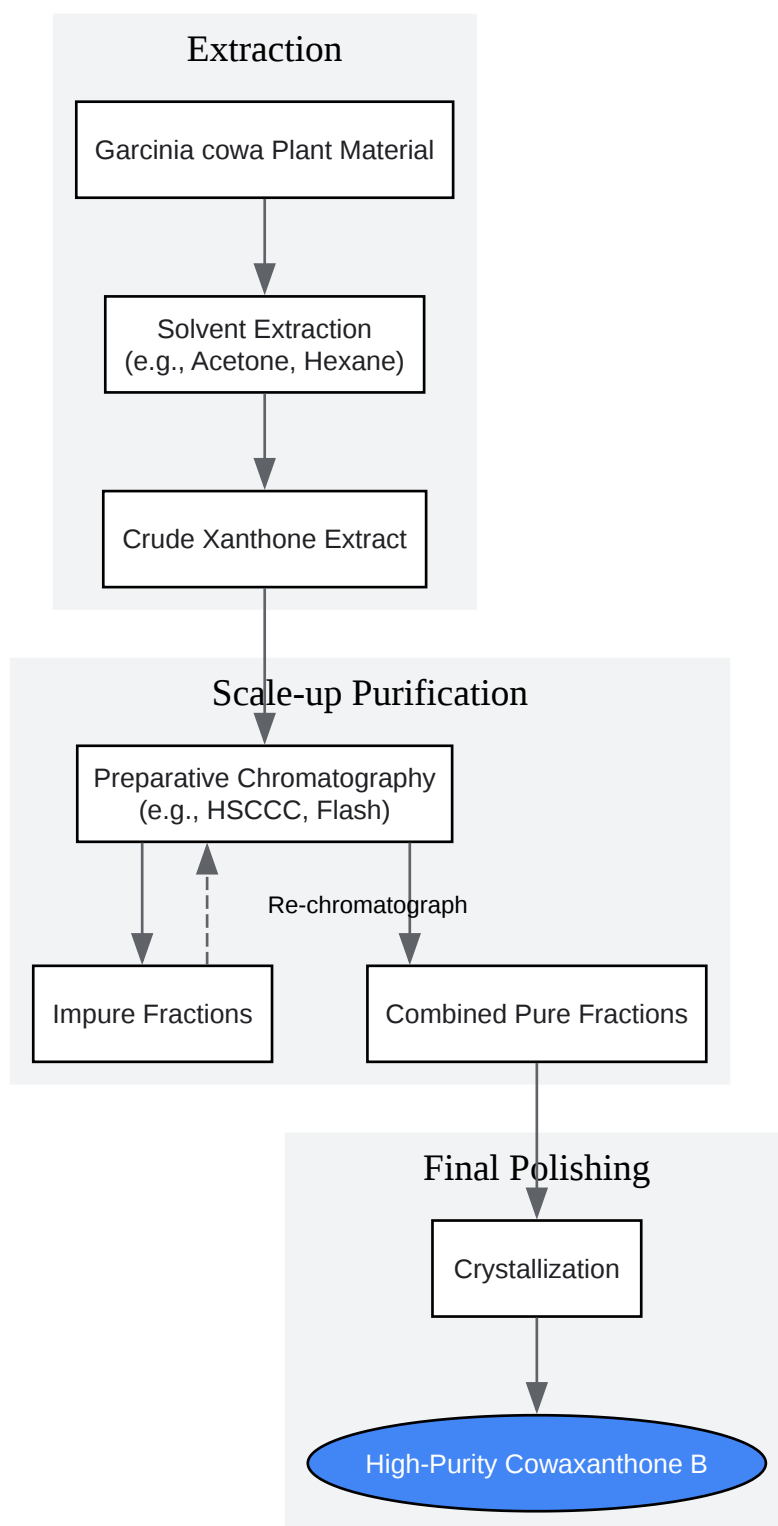 Extraction
Garcinia cowa Plant Material
Solvent Extraction
(e.g., Acetone, Hexane)
Crude Xanthone Extract
Scale-up Purification
Preparative Chromatography
(e.g., HSCCC, Flash)
Re-chromatograph
Impure Fractions
Combined Pure Fractions
Final Polishing
Crystallization
High-Purity Cowaxanthone B